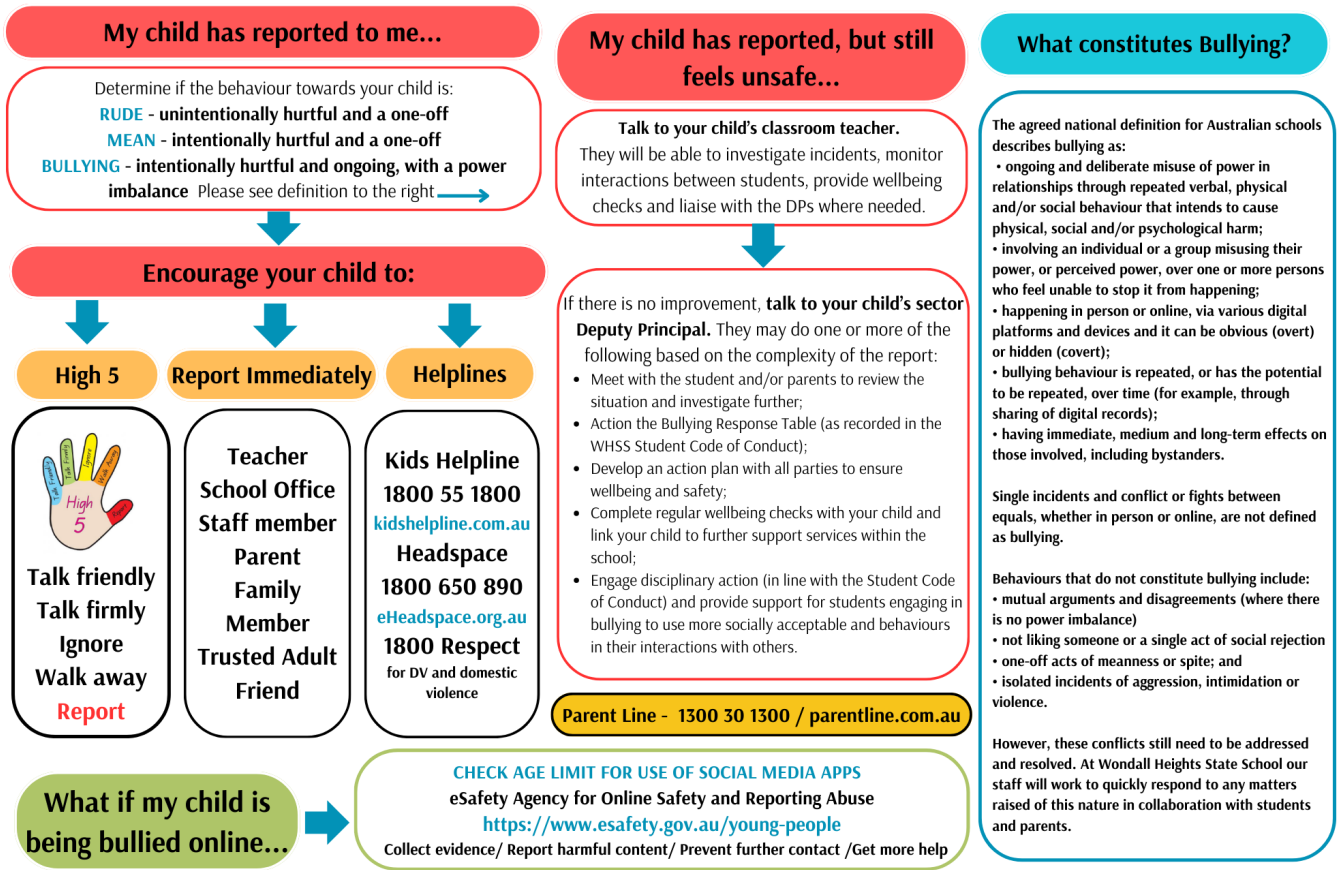 My child has reported to me...
Determine if the behaviour towards your child is:
RUDE - unintentionally hurtful and a one-off
MEAN - intentionally hurtful and a one-off
BULLYING - intentionally hurtful and ongoing, with a power
imbalance Please see definition to the right
Encourage your child to:
High 5
Talk Friendly
Talk Firmly
Ignore
Walk Away
Report
High
5
Talk friendly
Talk firmly
Ignore
Walk away
Report
Report Immediately
Teacher
School Office
Staff member
Parent
Family
Member
Trusted Adult
Friend
Helplines
Kids Helpline
1800 55 1800
kidshelpline.com.au
Headspace
1800 650 890
eHeadspace.org.au
1800 Respect
for DV and domestic
violence
My child has reported, but still
feels unsafe...
Talk to your child's classroom teacher.
They will be able to investigate incidents, monitor
interactions between students, provide wellbeing
checks and liaise with the DPs where needed.
If there is no improvement, talk to your child's sector
Deputy Principal. They may do one or more of the
following based on the complexity of the report:
• Meet with the student and/or parents to review the
situation and investigate further;
• Action the Bullying Response Table (as recorded in the
WHSS Student Code of Conduct);
• Develop an action plan with all parties to ensure
wellbeing and safety;
• Complete regular wellbeing checks with your child and
link your child to further support services within the
school;
• Engage disciplinary action (in line with the Student Code
of Conduct) and provide support for students engaging in
bullying to use more socially acceptable and behaviours
in their interactions with others.
Parent Line - 1300 30 1300 / parentline.com.au
What if my child is
being bullied online...
CHECK AGE LIMIT FOR USE OF SOCIAL MEDIA APPS
eSafety Agency for Online Safety and Reporting Abuse
https://www.esafety.gov.au/young-people
Collect evidence/ Report harmful content/ Prevent further contact /Get more help
What constitutes Bullying?
The agreed national definition for Australian schools
describes bullying as:
• ongoing and deliberate misuse of power in
relationships through repeated verbal, physical
and/or social behaviour that intends to cause
physical, social and/or psychological harm;
• involving an individual or a group misusing their
power, or perceived power, over one or more persons
who feel unable to stop it from happening;
• happening in person or online, via various digital
platforms and devices and it can be obvious (overt)
or hidden (covert);
• bullying behaviour is repeated, or has the potential
to be repeated, over time (for example, through
sharing of digital records);
• having immediate, medium and long-term effects on
those involved, including bystanders.
Single incidents and conflict or fights between
equals, whether in person or online, are not defined
as bullying.
Behaviours that do not constitute bullying include:
• mutual arguments and disagreements (where there
is no power imbalance)
• not liking someone or a single act of social rejection
• one-off acts of meanness or spite; and
• isolated incidents of aggression, intimidation or
violence.
However, these conflicts still need to be addressed
and resolved. At Wondall Heights State School our
staff will work to quickly respond to any matters
raised of this nature in collaboration with students
and parents.